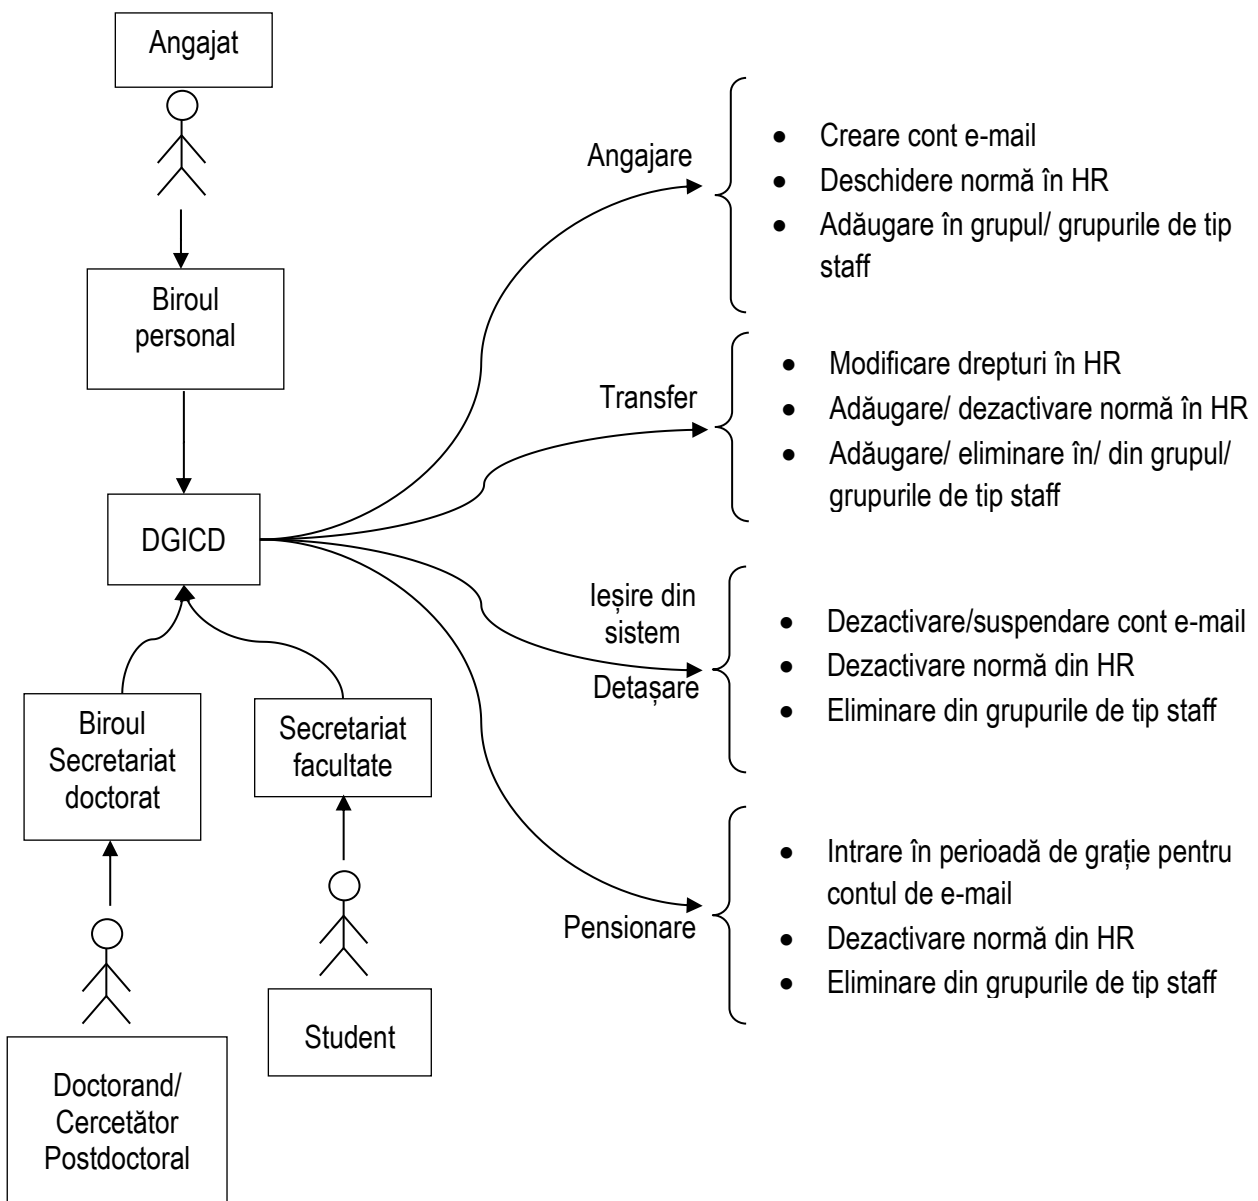 Angajat
Biroul
personal
DGICD
Biroul
Secretariat
doctorat
Secretariat
facultate
Student
Doctorand/
Cercetător
Postdoctoral
Angajare
• Creare cont e-mail
• Deschidere normă în HR
• Adăugare în grupul/ grupurile de tip
staff
Transfer
• Modificare drepturi în HR
• Adăugare/ dezactivare normă în HR
• Adăugare/ eliminare în/ din grupul/
grupurile de tip staff
Ieșire din
sistem
Detașare
• Dezactivare/suspendare cont e-mail
• Dezactivare normă din HR
• Eliminare din grupurile de tip staff
Pensionare
• Intrare în perioadă de grație pentru
contul de e-mail
• Dezactivare normă din HR
• Eliminare din grupurile de tip staff